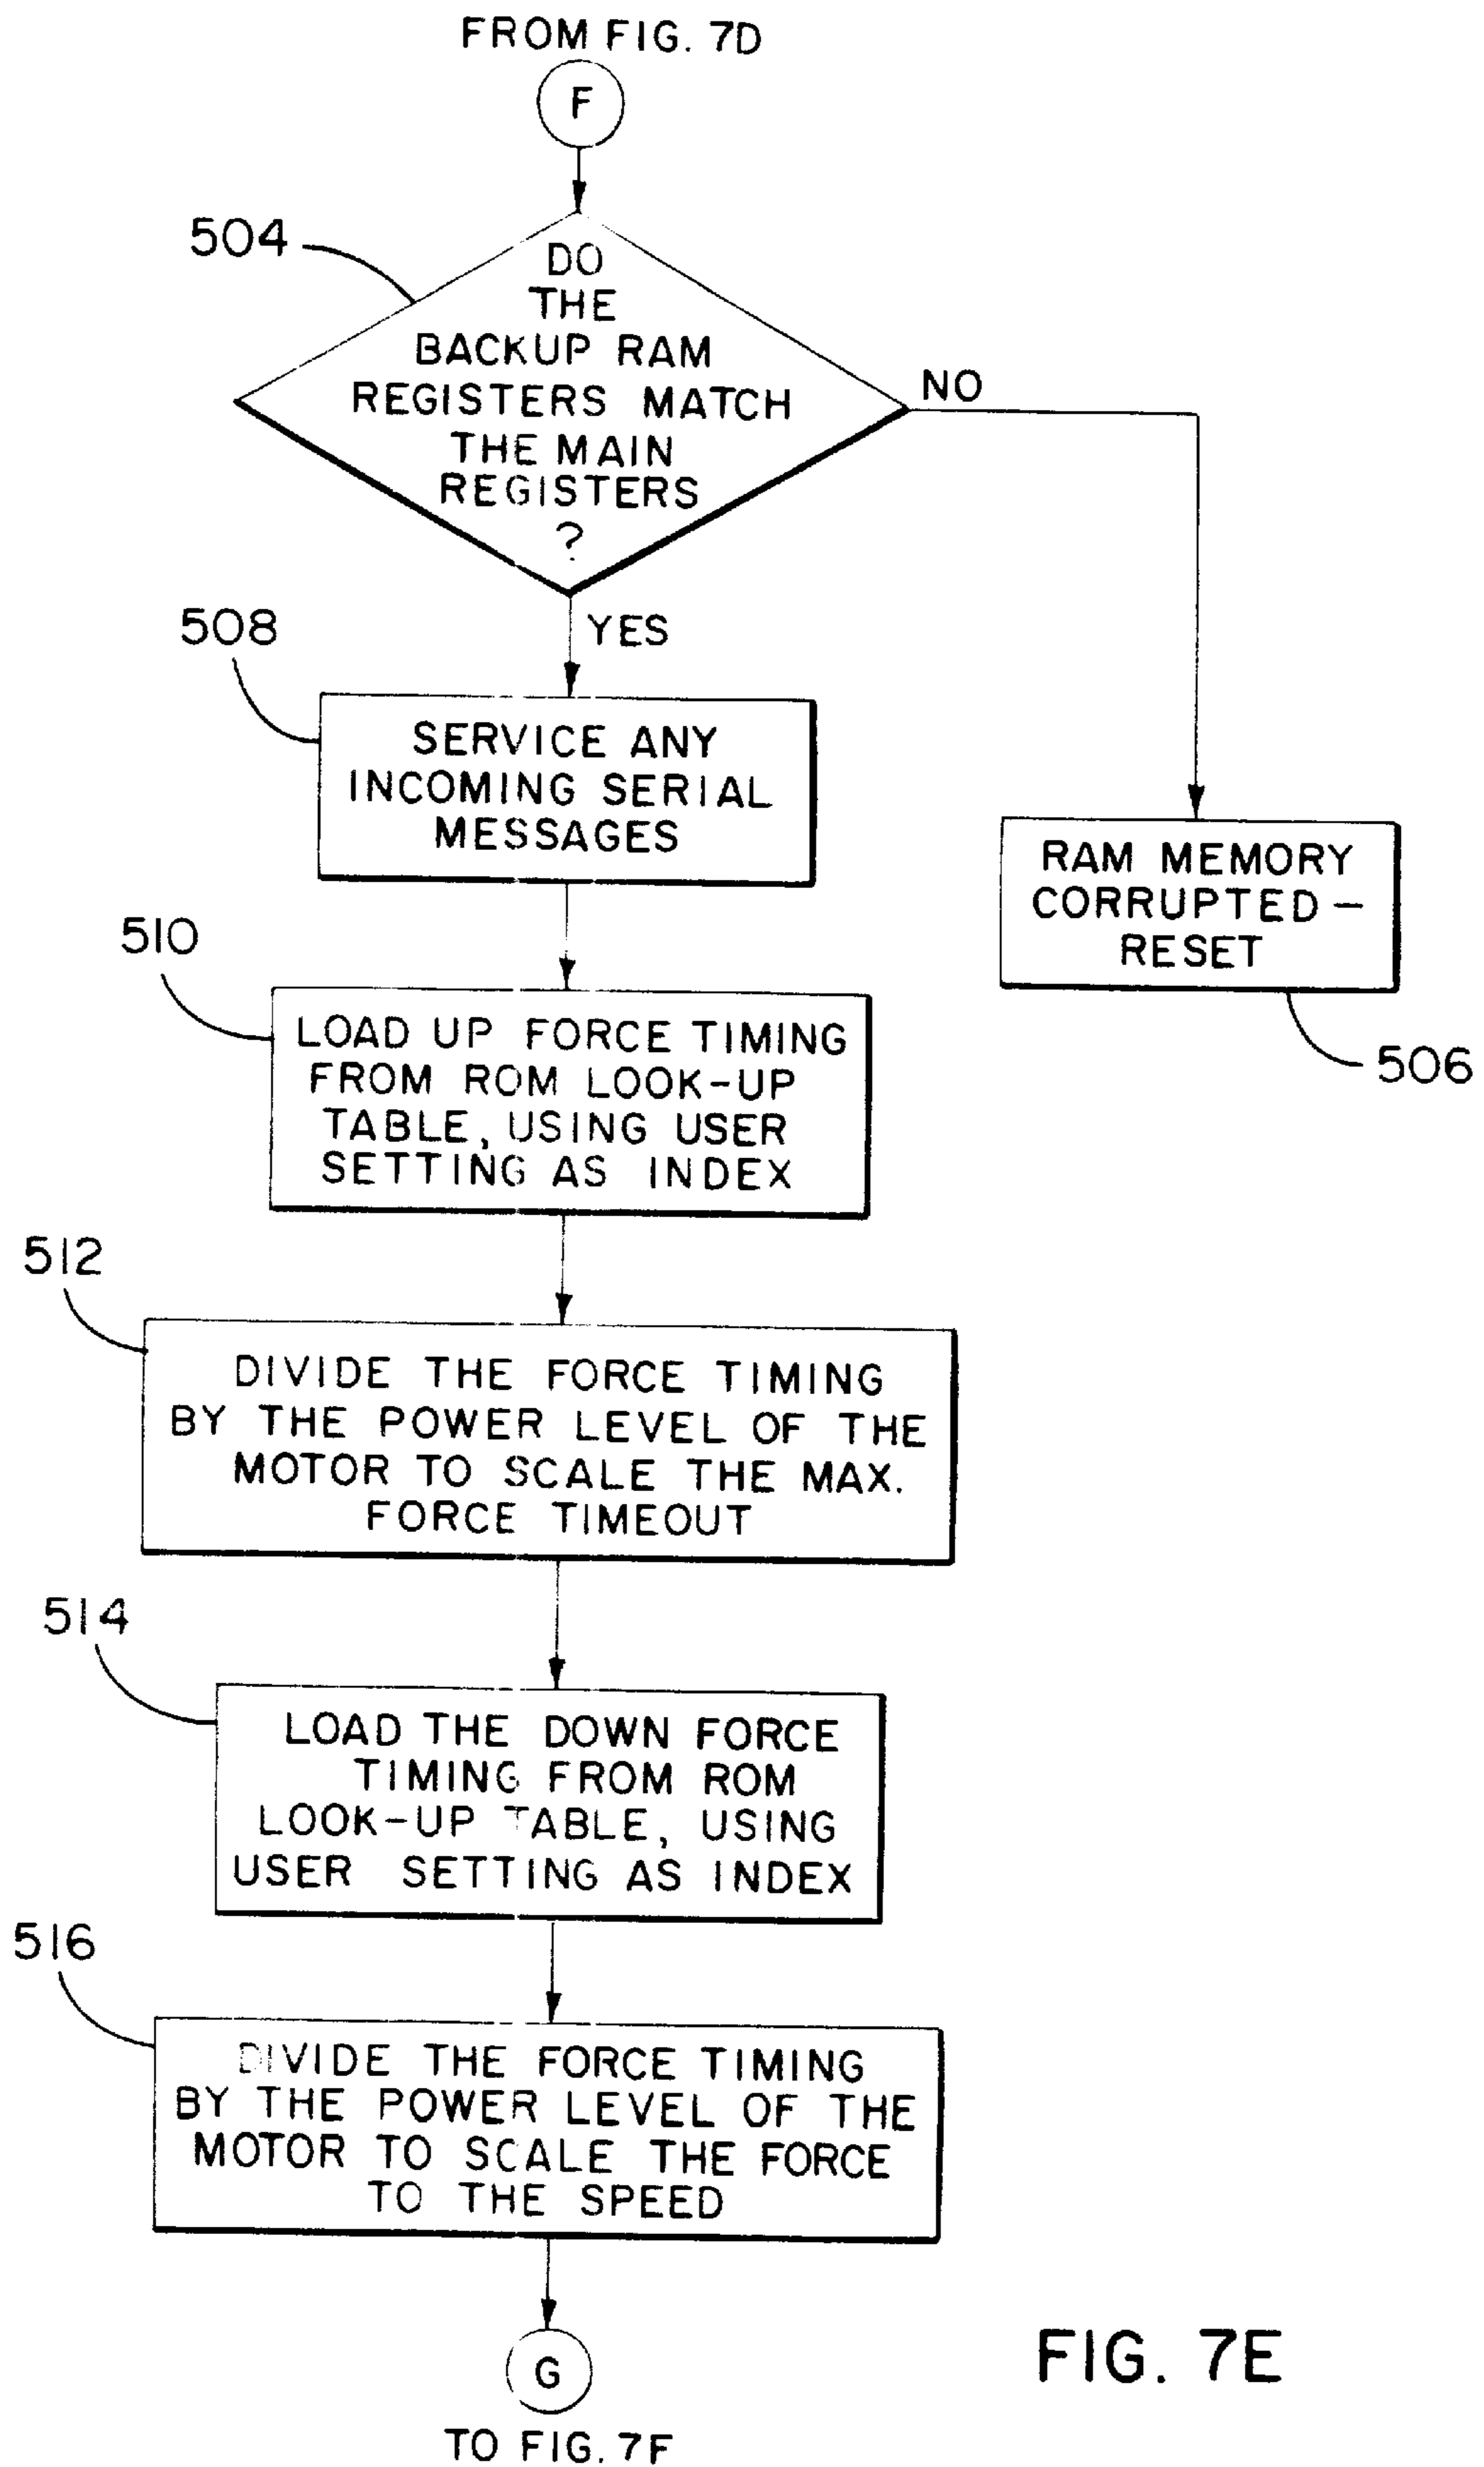 FROM FIG. 7D
F
504
DO
THE
BACKUP RAM
REGISTERS MATCH
THE MAIN
REGISTERS
?
NO
YES
508
SERVICE ANY
INCOMING SERIAL
MESSAGES
RAM MEMORY
CORRUPTED —
RESET
506
510
LOAD UP FORCE TIMING
FROM ROM LOOK-UP
TABLE, USING USER
SETTING AS INDEX
512
DIVIDE THE FORCE TIMING
BY THE POWER LEVEL OF THE
MOTOR TO SCALE THE MAX.
FORCE TIMEOUT
514
LOAD THE DOWN FORCE
TIMING FROM ROM
LOOK-UP TABLE, USING
USER SETTING AS INDEX
516
DIVIDE THE FORCE TIMING
BY THE POWER LEVEL OF THE
MOTOR TO SCALE THE FORCE
TO THE SPEED
G
TO FIG. 7F
FIG. 7E